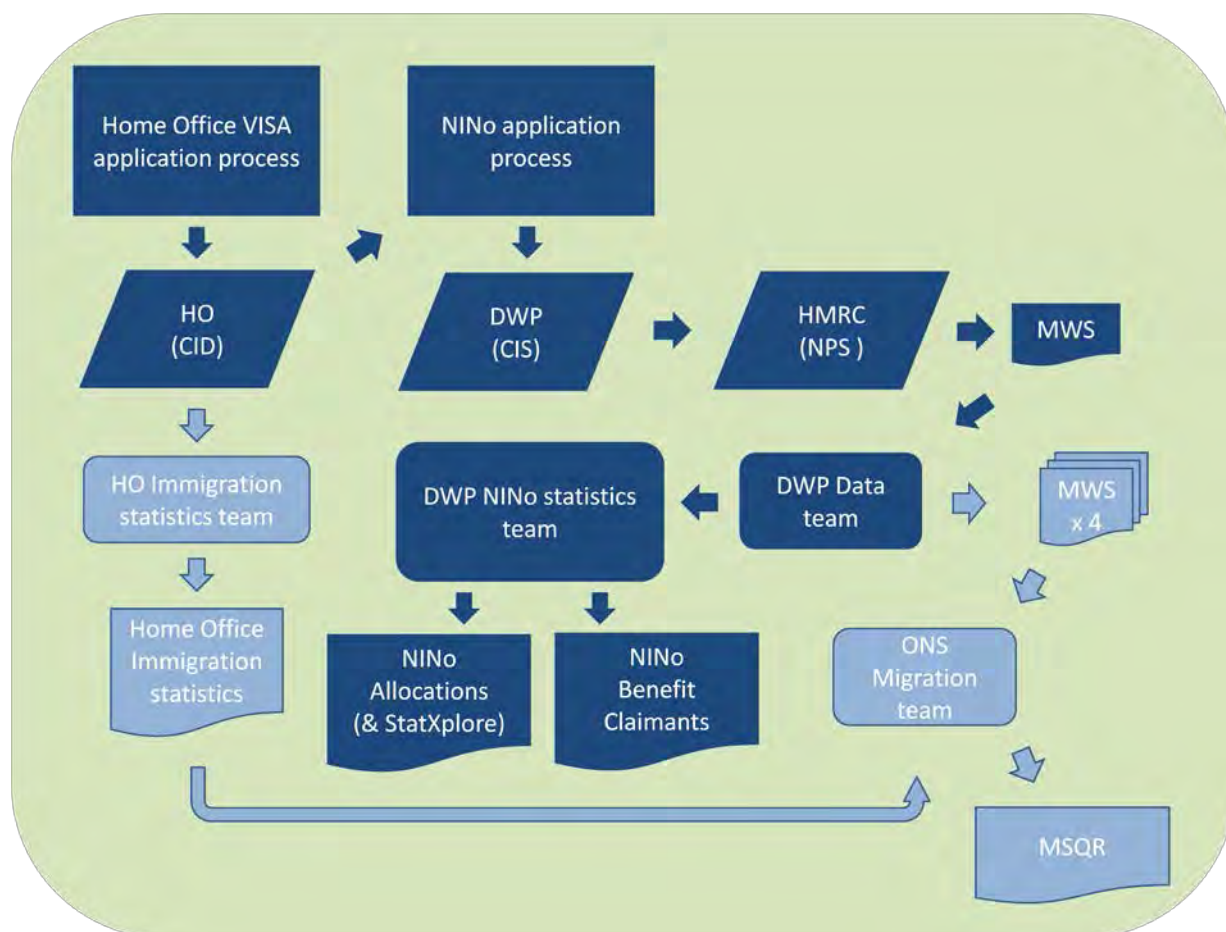 Home Office VISA
application process
NINo application
process
HO
(CID)
DWP
(CIS)
HMRC
(NPS )
MWS
HO Immigration
statistics team
DWP NINo statistics
team
DWP Data
team
MWS
x 4
Home Office
Immigration
statistics
NINo
Allocations
(& StatXplore)
NINo
Benefit
Claimants
ONS
Migration
team
MSQR